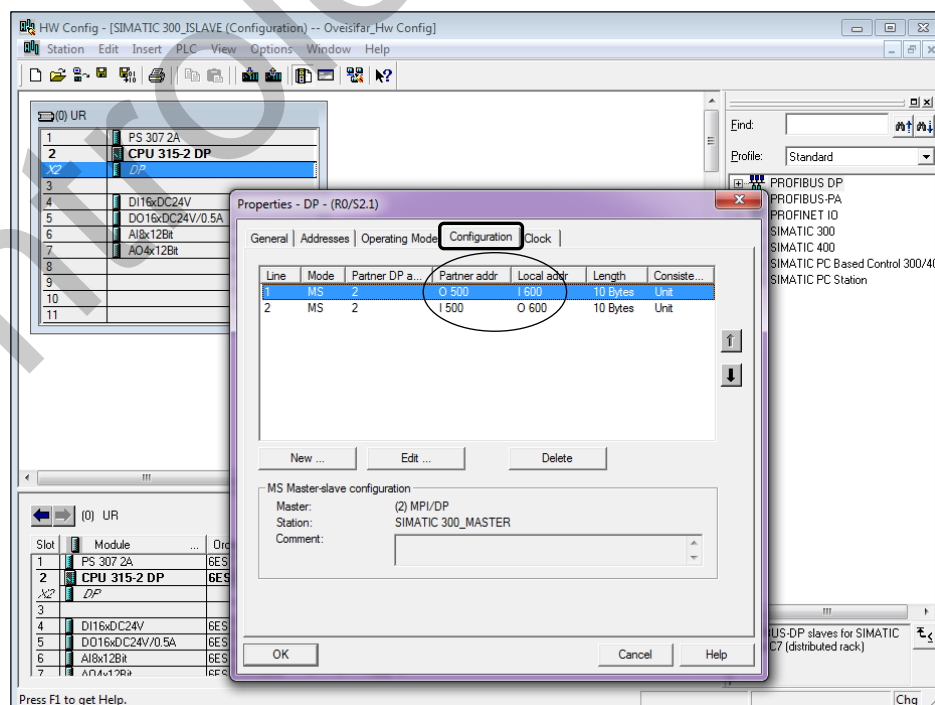 HW Config - [SIMATIC 300_ISLAVE (Configuration) -- Oveisifar_Hw Config]
Station Edit Insert PLC View Options Window Help
(0) UR
1 PS 307 2A
2 CPU 315-2 DP
X2 DP
3
4 DI16xDC24V
5 DO16xDC24V/0.5A
6 AI8x12Bit
7 AO4x12Bit
8
9
10
11
Find:
Profile: Standard
PROFIBUS DP
PROFIBUS-PA
PROFINET IO
SIMATIC 300
SIMATIC 400
SIMATIC PC Based Control 300/40
SIMATIC PC Station
Properties - DP - (R0/S2.1)
General Addresses Operating Mode Configuration Clock
Line Mode Partner DP a... Partner addr Local addr Length Consiste...
1 MS 2 O 500 I 600 10 Bytes Unit
2 MS 2 I 500 O 600 10 Bytes Unit
New ... Edit ... Delete
MS Master-slave configuration
Master: (2) MPI/DP
Station: SIMATIC 300_MASTER
Comment:
OK Cancel Help
(0) UR
Slot Module ... Ord
1 PS 307 2A 6ES
2 CPU 315-2 DP 6ES
X2 DP
3
4 DI16xDC24V 6ES
5 DO16xDC24V/0.5A 6ES
6 AI8x12Bit 6ES
7 AO4x12Bit 6ES
US-DP slaves for SIMATIC
C7 (distributed rack)
Press F1 to get Help.
Chg